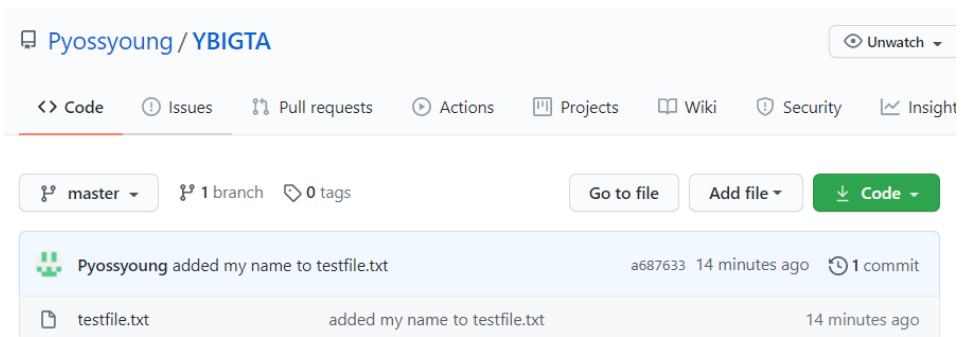 Pyossyoung / YBIGTA
Unwatch
<> Code Issues Pull requests Actions Projects Wiki Security Insight
master 1 branch 0 tags Go to file Add file Code
Pyossyoung added my name to testfile.txt a687633 14 minutes ago 1 commit
testfile.txt added my name to testfile.txt 14 minutes ago